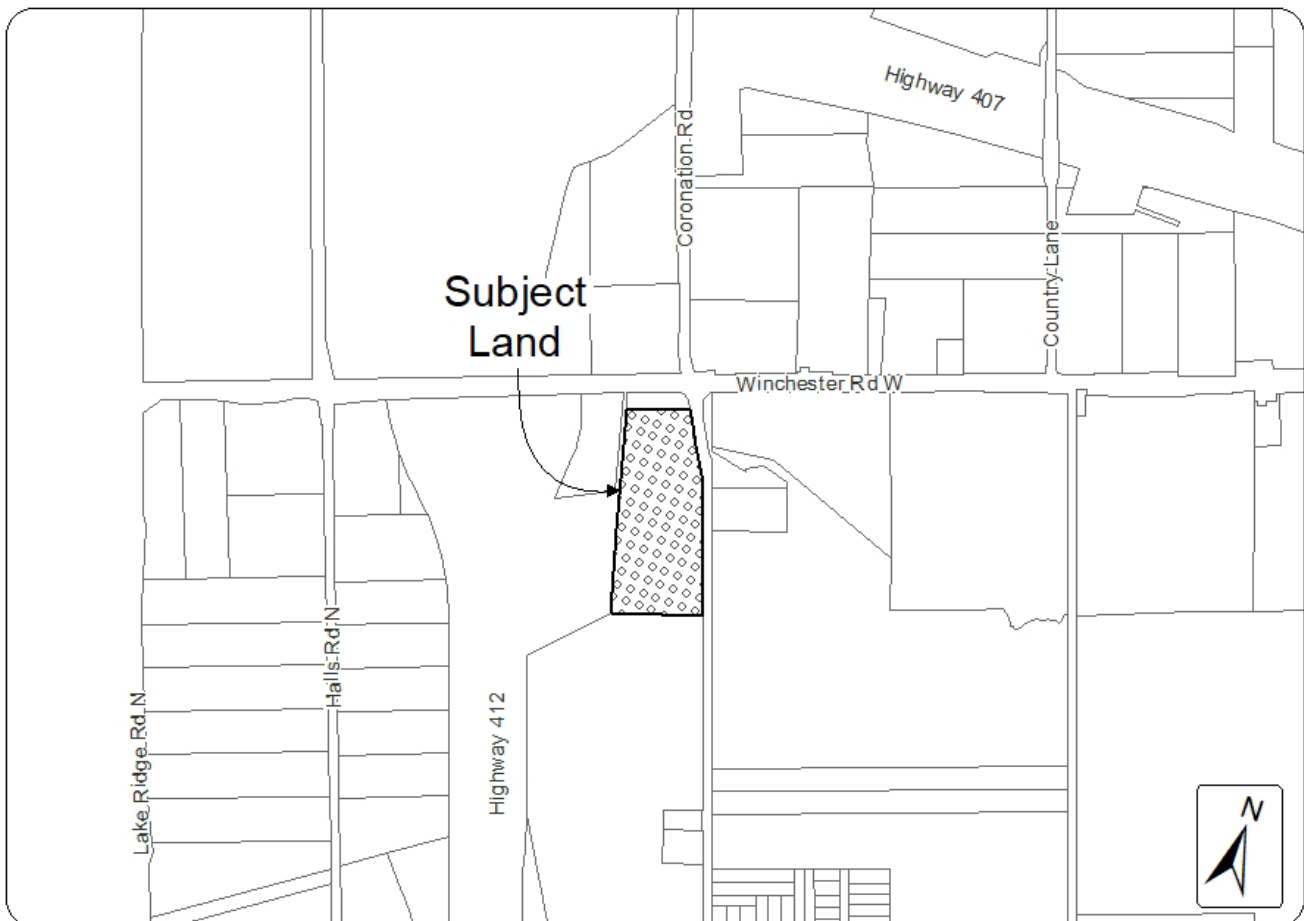 Highway 407
Coronation Rd
Country Lane
Subject
Land
Winchester Rd W
Halls Rd N
Lake Ridge Rd N
Highway 412
N